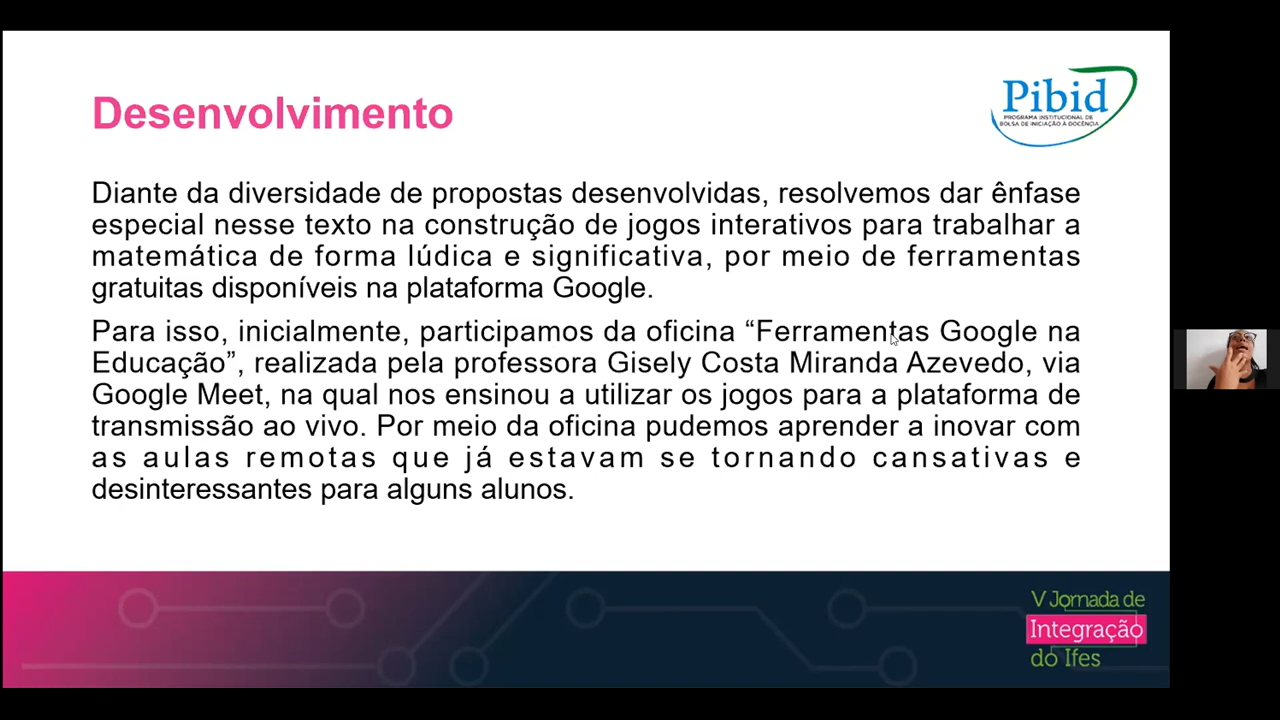 Desenvolvimento
Pibid
PROGRAMA INSTITUCIONAL DE
BOLSA DE INICIAÇÃO À DOCÊNCIA
Diante da diversidade de propostas desenvolvidas, resolvemos dar ênfase
especial nesse texto na construção de jogos interativos para trabalhar a
matemática de forma lúdica e significativa, por meio de ferramentas
gratuitas disponíveis na plataforma Google.
Para isso, inicialmente, participamos da oficina “Ferramentas Google na
Educação”, realizada pela professora Gisely Costa Miranda Azevedo, via
Google Meet, na qual nos ensinou a utilizar os jogos para a plataforma de
transmissão ao vivo. Por meio da oficina pudemos aprender a inovar com
as aulas remotas que já estavam se tornando cansativas e
desinteressantes para alguns alunos.
V Jornada de
Integração
do Ifes